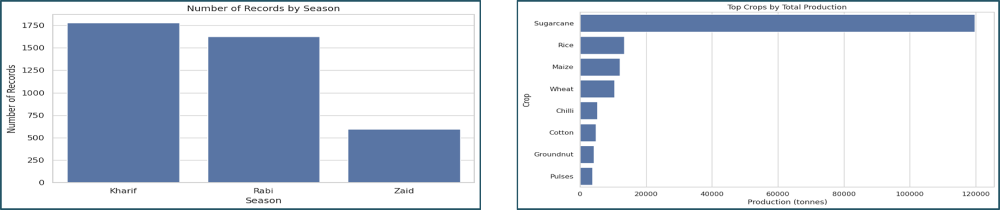 Number of Records by Season
Number of Records
1750
1500
1250
1000
750
500
250
0
Kharif Rabi Zaid
Season
Top Crops by Total Production
Crop
Sugarcane
Rice
Maize
Wheat
Chilli
Cotton
Groundnut
Pulses
0 20000 40000 60000 80000 100000 120000
Production (tonnes)